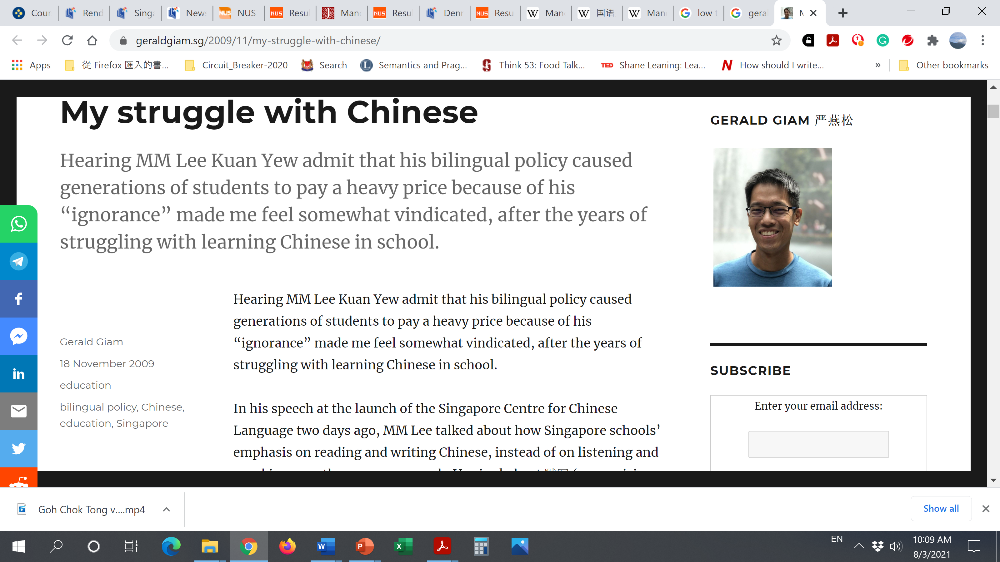 Cour
Rend
Singa
News
NUS
Resu
Man
Resu
Denn
Resu
Man
国语
Man
low t
geral
geraldgiam.sg/2009/11/my-struggle-with-chinese/
Apps
從 Firefox 匯入的書...
Circuit_Breaker-2020
Search
Semantics and Prag...
Think 53: Food Talk...
TED
Shane Leaning: Lea...
How should I write...
»
Other bookmarks
My struggle with Chinese
Hearing MM Lee Kuan Yew admit that his bilingual policy caused
generations of students to pay a heavy price because of his
“ignorance” made me feel somewhat vindicated, after the years of
struggling with learning Chinese in school.
Gerald Giam
18 November 2009
education
bilingual policy, Chinese,
education, Singapore
Hearing MM Lee Kuan Yew admit that his bilingual policy caused
generations of students to pay a heavy price because of his
“ignorance” made me feel somewhat vindicated, after the years of
struggling with learning Chinese in school.
In his speech at the launch of the Singapore Centre for Chinese
Language two days ago, MM Lee talked about how Singapore schools’
emphasis on reading and writing Chinese, instead of on listening and
GERALD GIAM 严燕松
SUBSCRIBE
Enter your email address:
Goh Chok Tong v....mp4
Show all
EN
10:09 AM
8/3/2021